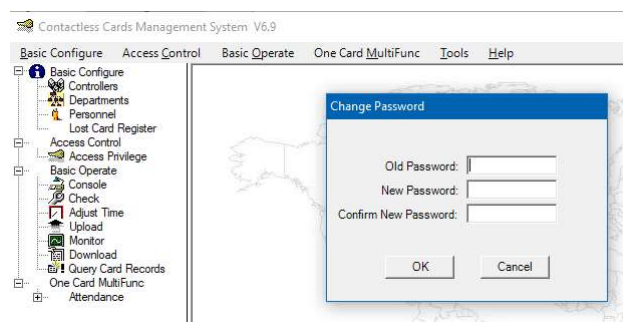 Contactless Cards Management System V6.9
Basic Configure Access Control Basic Operate One Card MultiFunc Tools Help
Basic Configure
Controllers
Departments
Personnel
Lost Card Register
Access Control
Access Privilege
Basic Operate
Console
Check
Adjust Time
Upload
Monitor
Download
Query Card Records
One Card MultiFunc
Attendance
Change Password
Old Password:
New Password:
Confirm New Password:
OK Cancel